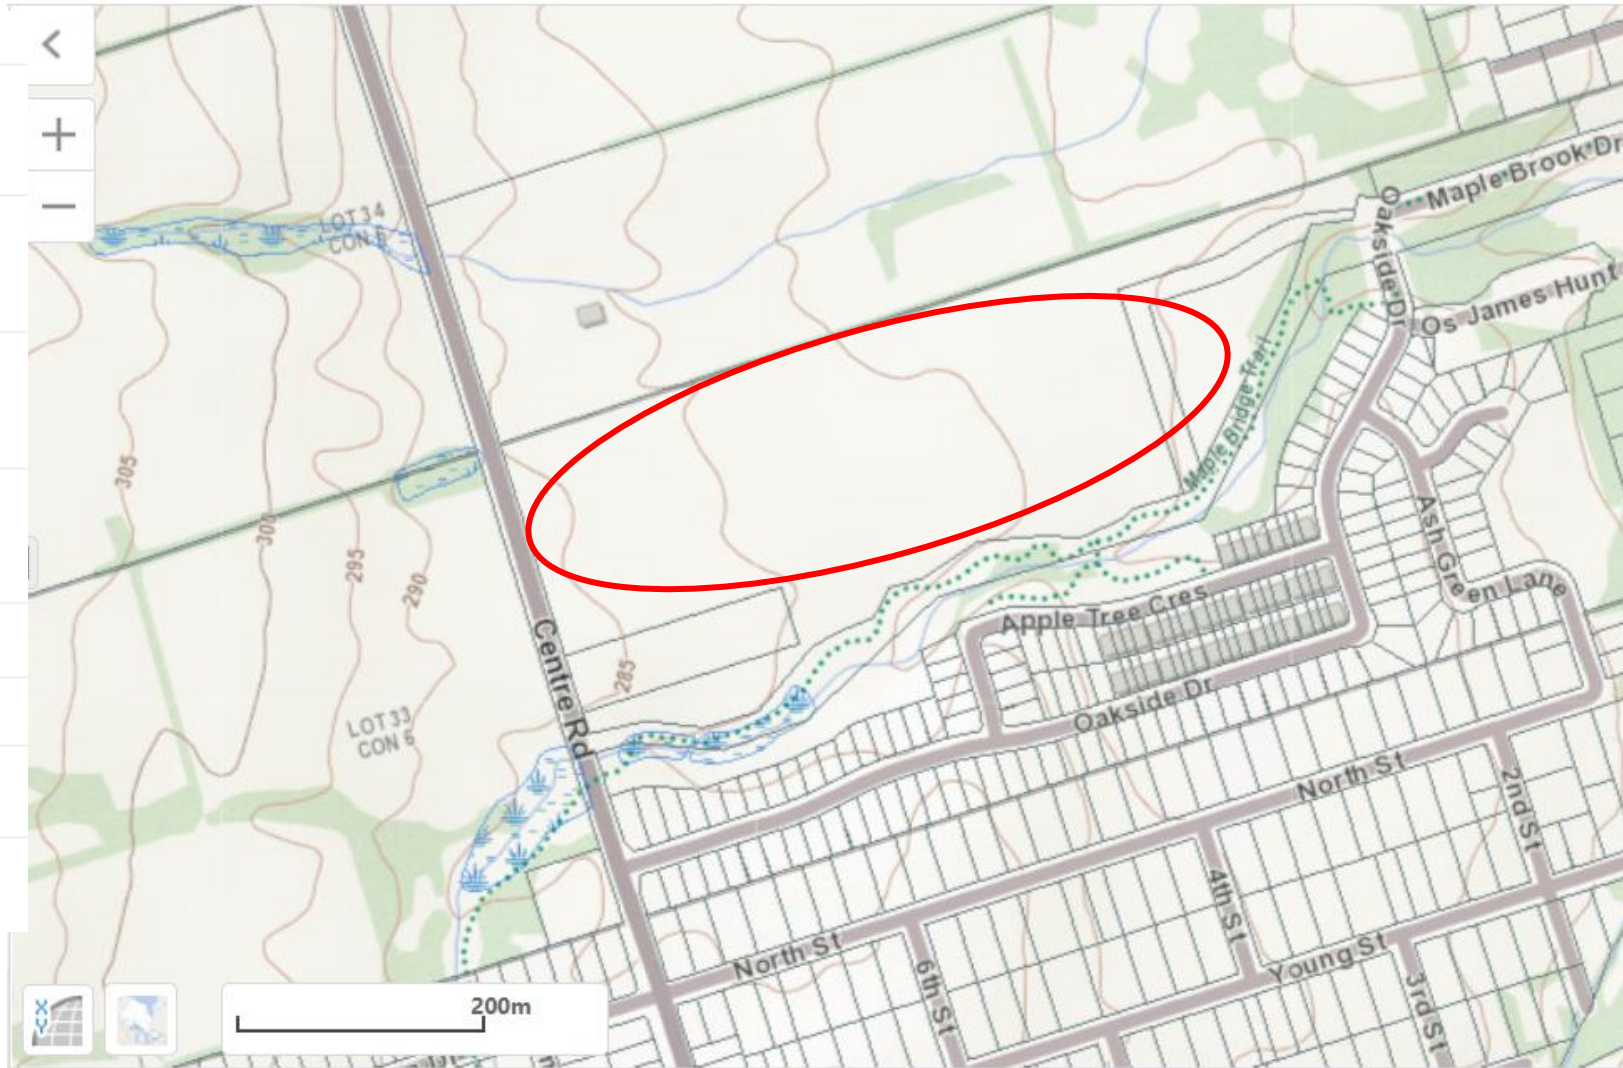 Maple Brook Dr
Oakside Dr
LOT 34
CON 6
Os James Hunt
Maple Bridge Trail
305
300
295
290
Ash Green Lane
Apple Tree Cres
Centre Rd
285
Oakside Dr
LOT 33
CON 6
North St
2nd St
4th St
North St
Young St
6th St
3rd St
X-Y
200m